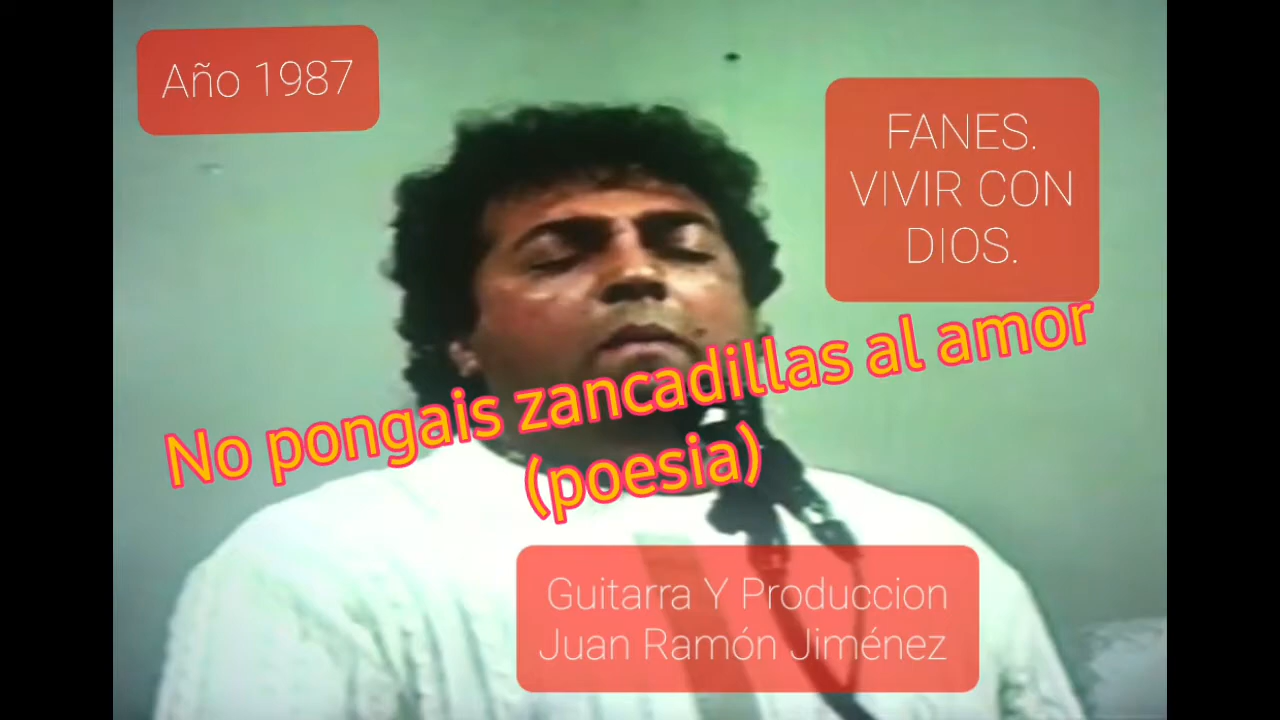 Año 1987
FANES.
VIVIR CON
DIOS.
No pongais zancadillas al amor
(poesia)
Guitarra Y Produccion
Juan Ramón Jiménez